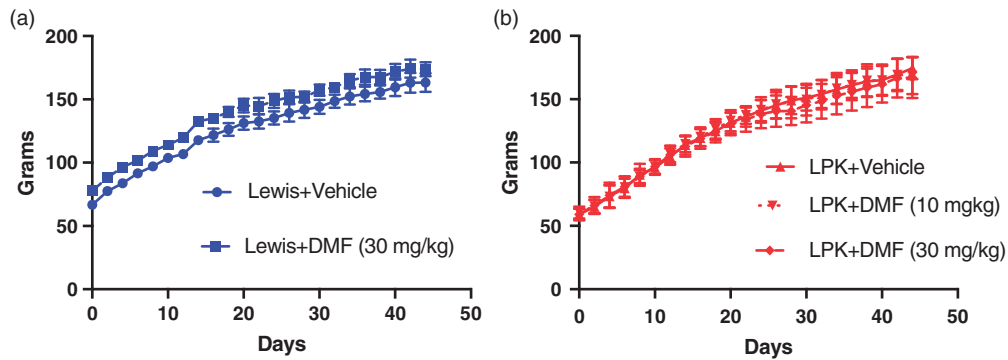 (a)
Grams
200
150
100
50
0
Lewis+Vehicle
Lewis+DMF (30 mg/kg)
0 10 20 30 40 50
Days
(b)
Grams
200
150
100
50
0
LPK+Vehicle
LPK+DMF (10 mgkg)
LPK+DMF (30 mg/kg)
0 10 20 30 40 50
Days